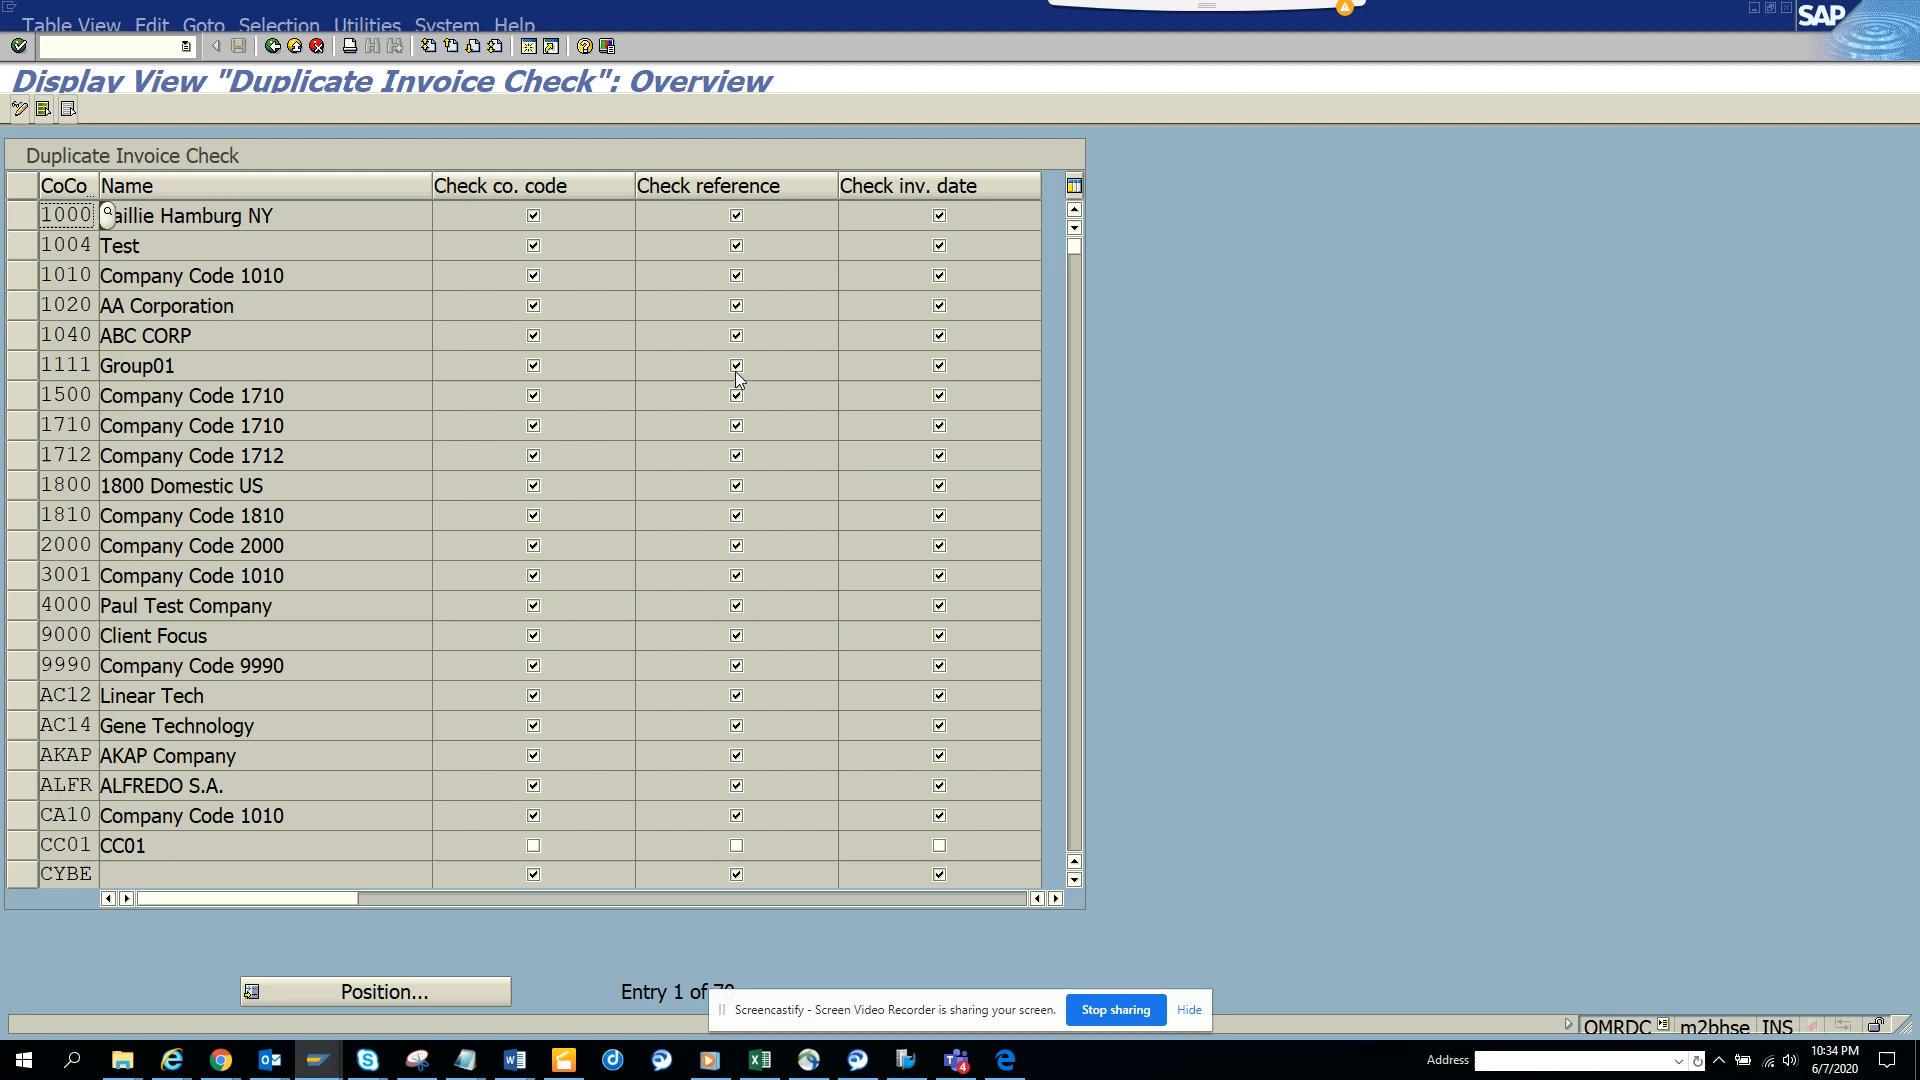 Table View Edit Goto Selection Utilities System Help
SAP
Display View "Duplicate Invoice Check": Overview
Duplicate Invoice Check
CoCo Name Check co. code Check reference Check inv. date
1000 aillie Hamburg NY
1004 Test
1010 Company Code 1010
1020 AA Corporation
1040 ABC CORP
1111 Group01
1500 Company Code 1710
1710 Company Code 1710
1712 Company Code 1712
1800 1800 Domestic US
1810 Company Code 1810
2000 Company Code 2000
3001 Company Code 1010
4000 Paul Test Company
9000 Client Focus
9990 Company Code 9990
AC12 Linear Tech
AC14 Gene Technology
AKAP AKAP Company
ALFR ALFREDO S.A.
CA10 Company Code 1010
CC01 CC01
CYBE
Position...
Entry 1 of
Screencastify - Screen Video Recorder is sharing your screen. Stop sharing Hide
OMRDC m2bhse INS
Address
4
10:34 PM
6/7/2020